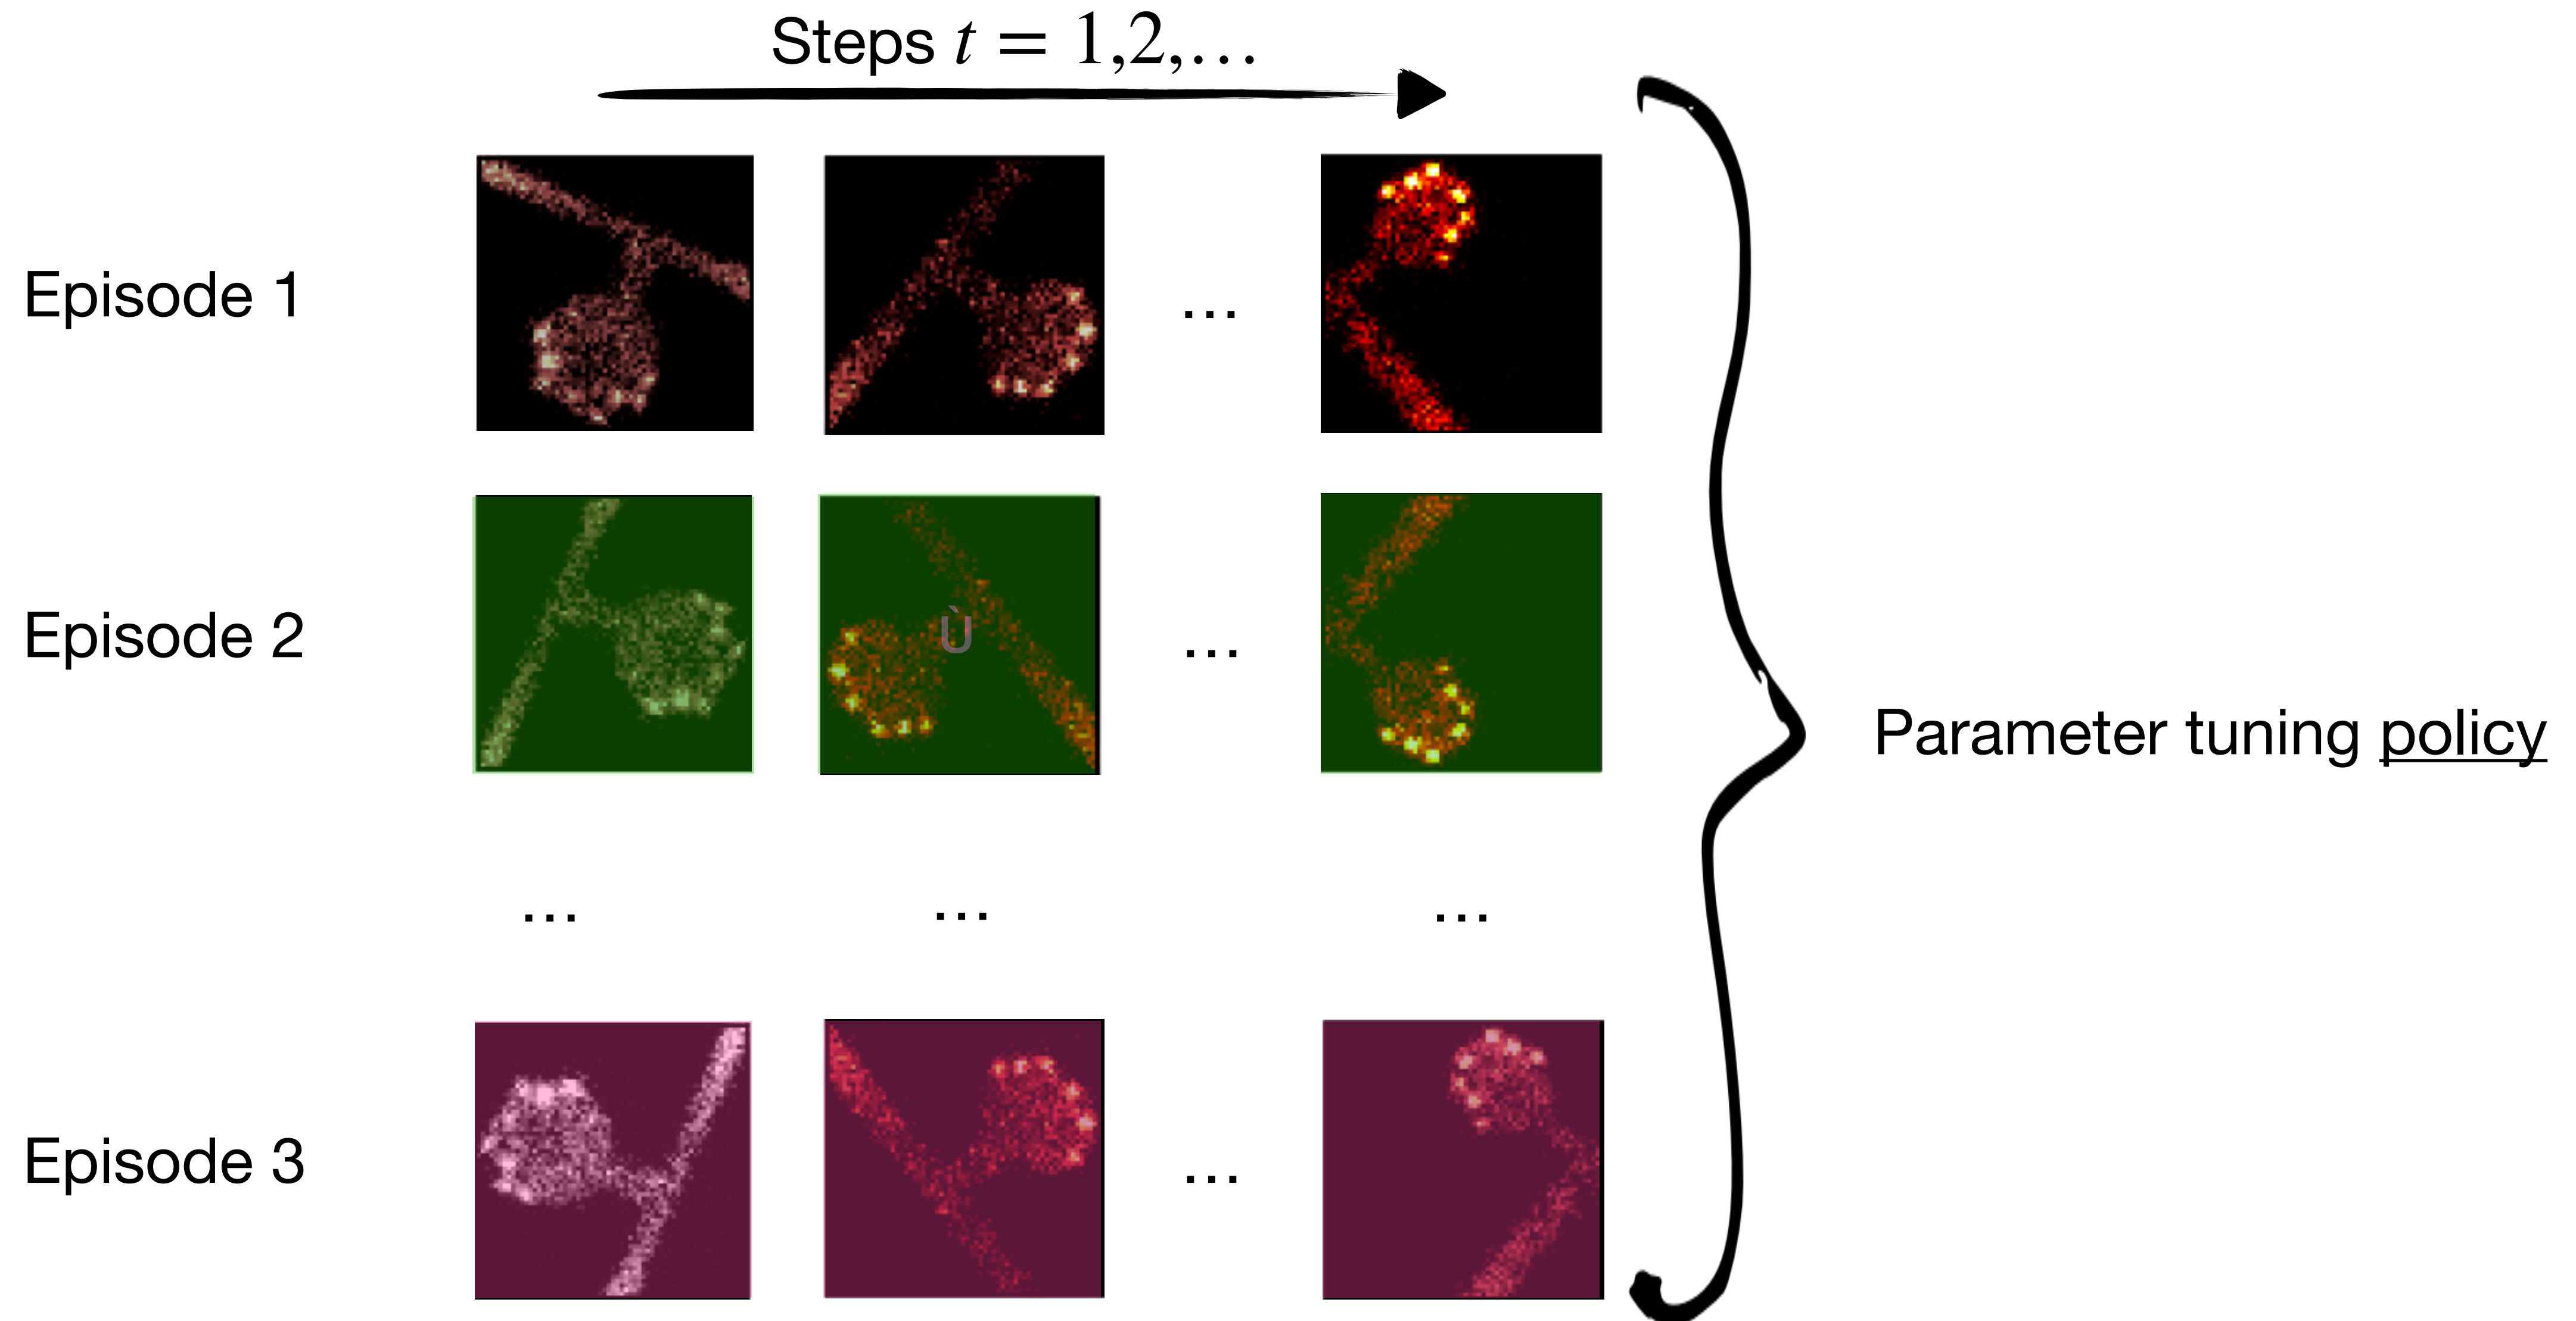 Steps t = 1,2,…
Episode 1
…
Episode 2
Ù
…
… … …
Episode 3
…
Parameter tuning policy